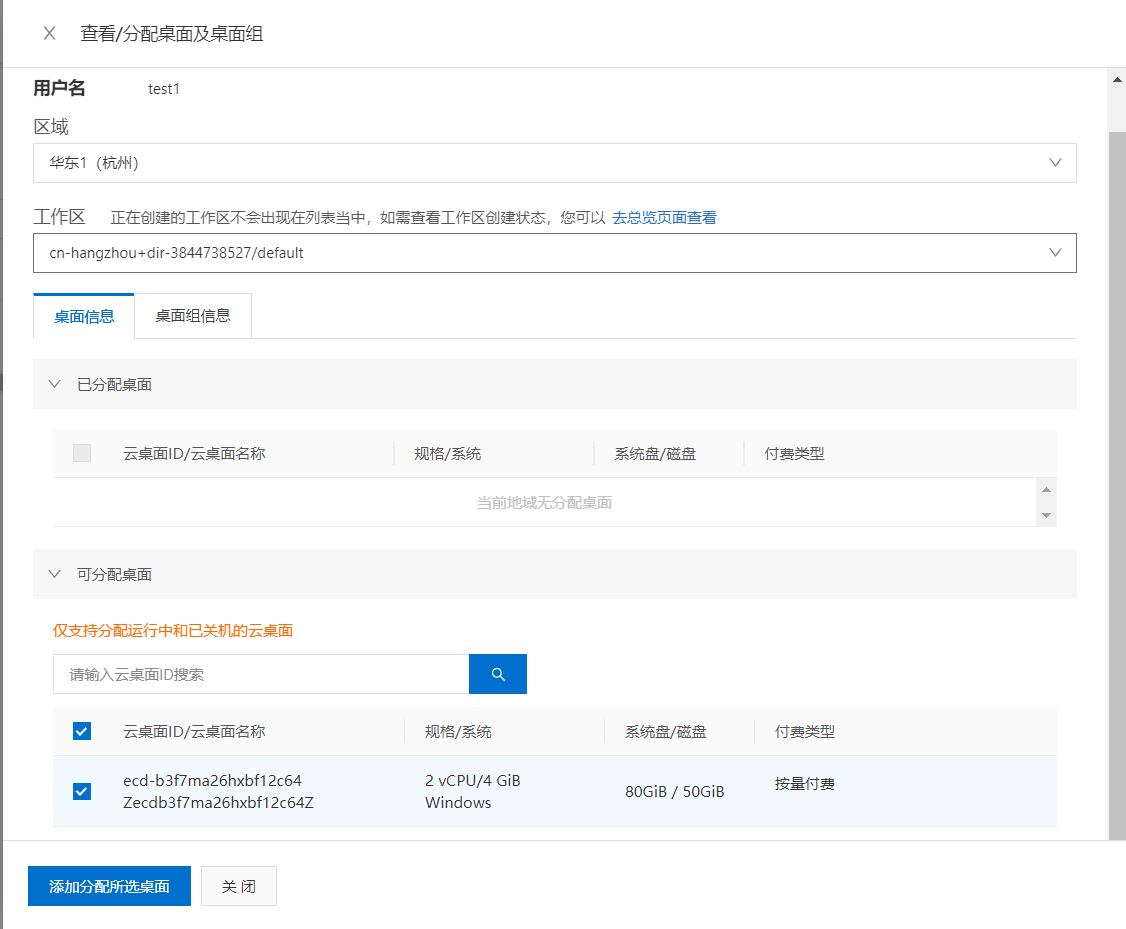 查看/分配桌面及桌面组
用户名 test1
区域
华东1（杭州）
工作区 正在创建的工作区不会出现在列表当中，如需查看工作区创建状态，您可以 去总览页面查看
cn-hangzhou+dir-3844738527/default
桌面信息 桌面组信息
已分配桌面
云桌面ID/云桌面名称 规格/系统 系统盘/磁盘 付费类型
当前地域无分配桌面
可分配桌面
仅支持分配运行中和已关机的云桌面
请输入云桌面ID搜索
云桌面ID/云桌面名称 规格/系统 系统盘/磁盘 付费类型
ecd-b3f7ma26hxbf12c64 2 vCPU/4 GiB 80GiB / 50GiB 按量付费
Zecdb3f7ma26hxbf12c64Z Windows
添加分配所选桌面 关 闭